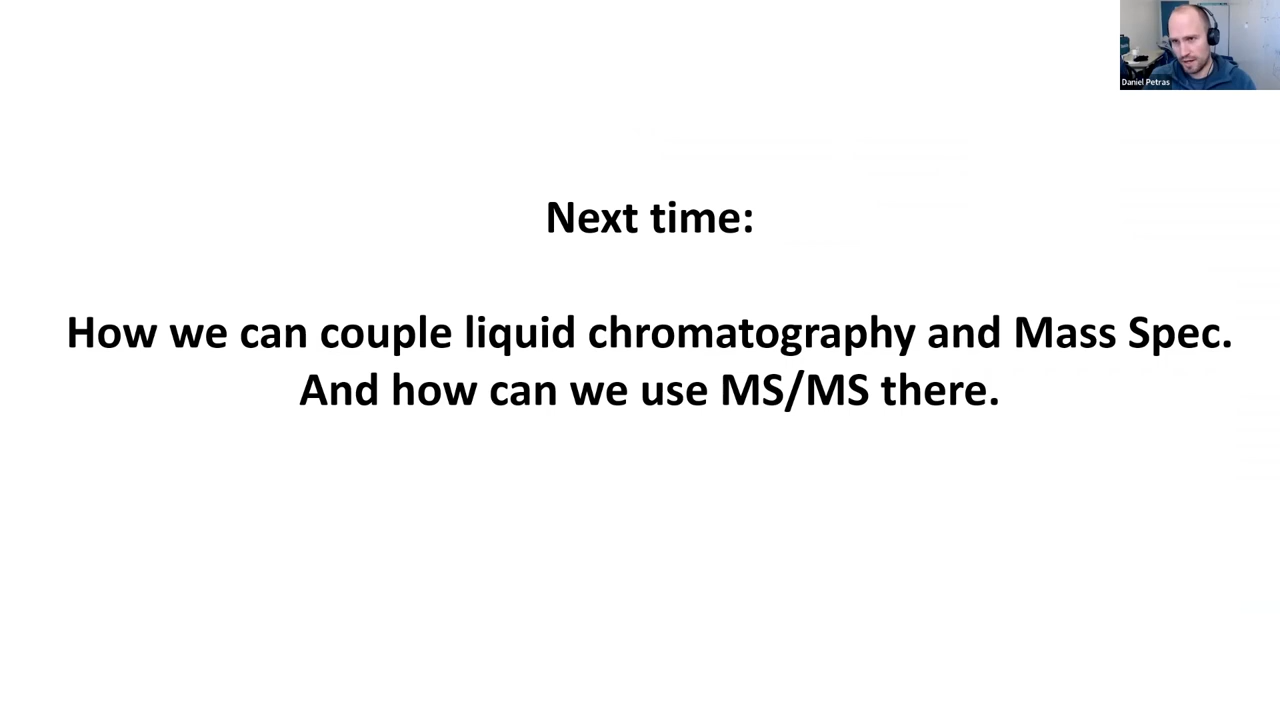 Daniel Petras
Next time:
How we can couple liquid chromatography and Mass Spec.
And how can we use MS/MS there.